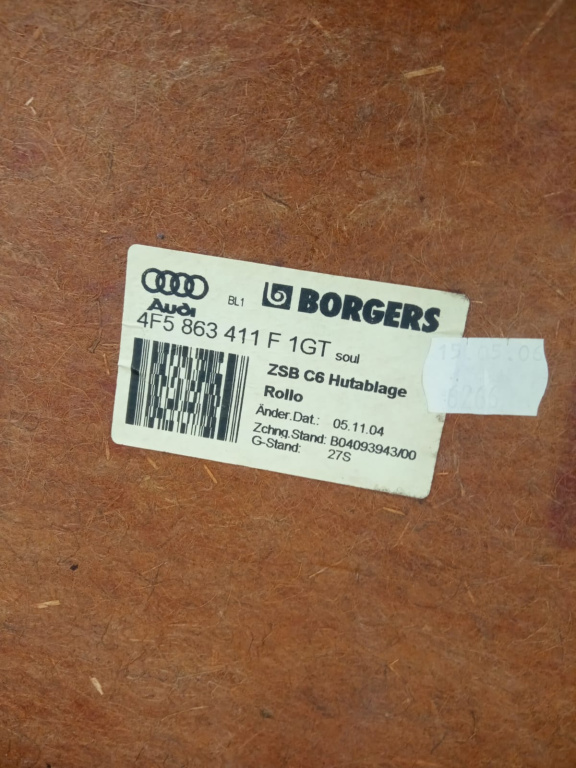 Audi
BL1 BORGERS
4F5 863 411 F 1GT soul
ZSB C6 Hutablage
Rollo
Änder.Dat.: 05.11.04
Zchng.Stand: B04093943/00
G-Stand: 27S